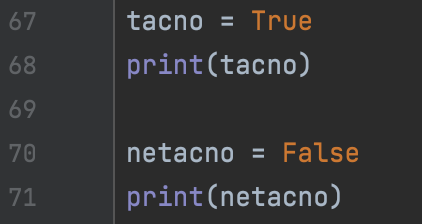 67 tacno = True
68 print(tacno)
69
70 netacno = False
71 print(netacno)